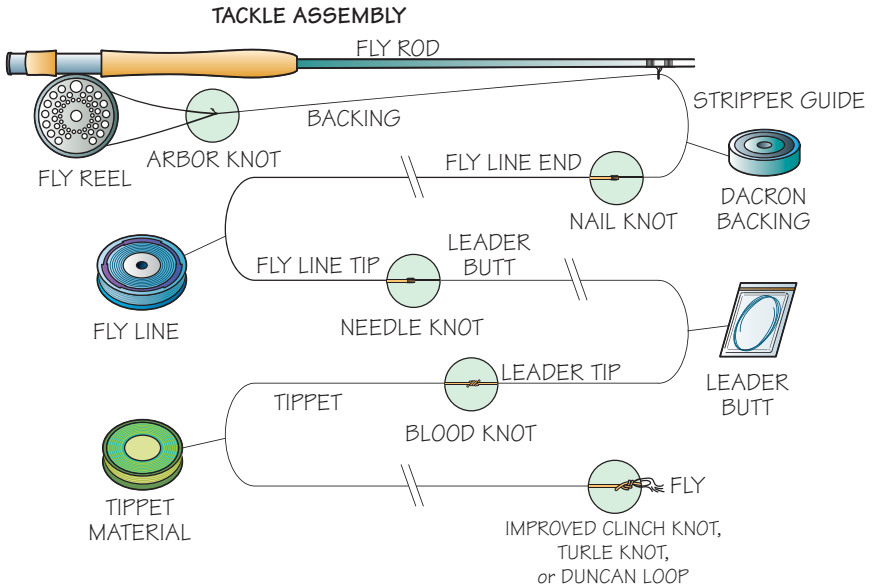 TACKLE ASSEMBLY
FLY ROD
STRIPPER GUIDE
BACKING
ARBOR KNOT
FLY REEL
FLY LINE END
NAIL KNOT
DACRON
BACKING
FLY LINE TIP
LEADER
BUTT
FLY LINE
NEEDLE KNOT
LEADER TIP
LEADER
BUTT
TIPPET
BLOOD KNOT
TIPPET
MATERIAL
FLY
IMPROVED CLINCH KNOT,
TURLE KNOT,
or DUNCAN LOOP